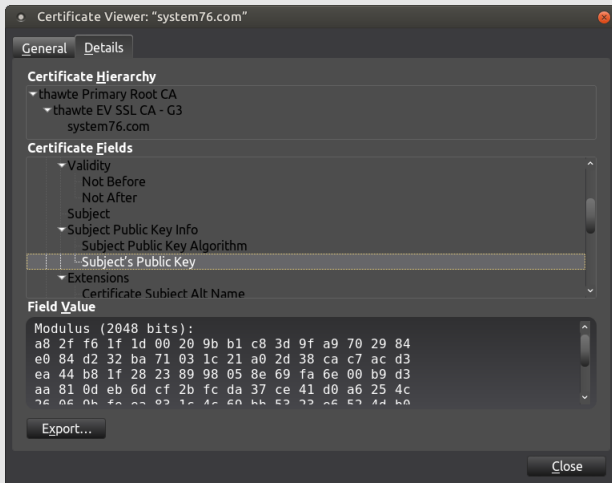 Certificate Viewer: "system76.com"
General Details
Certificate Hierarchy
thawte Primary Root CA
thawte EV SSL CA - G3
system76.com
Certificate Fields
Validity
Not Before
Not After
Subject
Subject Public Key Info
Subject Public Key Algorithm
Subject's Public Key
Extensions
Certificate Subject Alt Name
Field Value
Modulus (2048 bits):
a8 2f f6 1f 1d 00 20 9b b1 c8 3d 9f a9 70 29 84
e0 84 d2 32 ba 71 03 1c 21 a0 2d 38 ca c7 ac d3
ea 44 b8 1f 28 23 89 98 05 8e 69 fa 6e 00 b9 d3
aa 81 0d eb 6d cf 2b fc da 37 ce 41 d0 a6 25 4c
Export...
Close